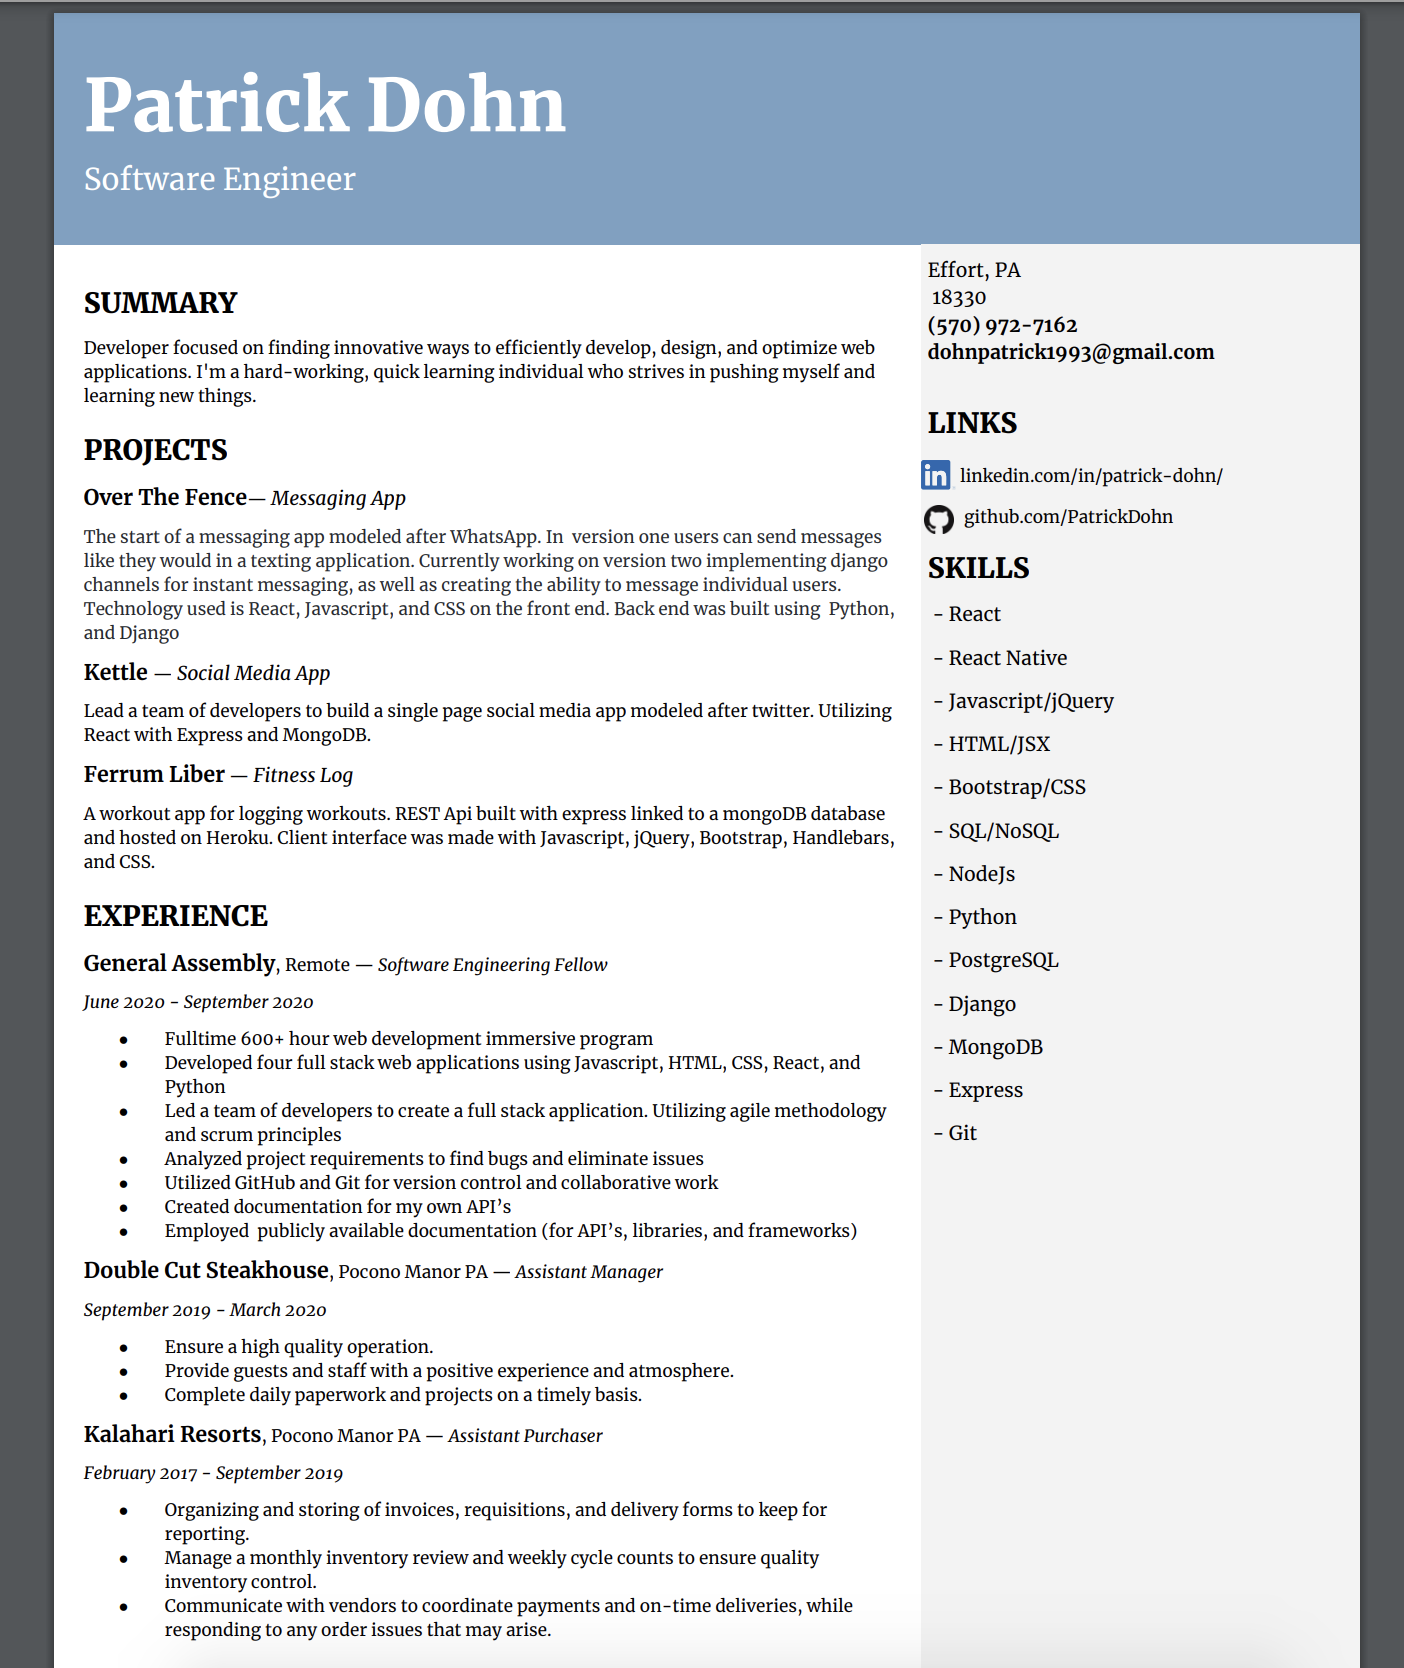 Patrick Dohn
Software Engineer
SUMMARY
Developer focused on finding innovative ways to efficiently develop, design, and optimize web
applications. I'm a hard-working, quick learning individual who strives in pushing myself and
learning new things.
PROJECTS
Over The Fence— Messaging App
The start of a messaging app modeled after WhatsApp. In  version one users can send messages
like they would in a texting application. Currently working on version two implementing django
channels for instant messaging, as well as creating the ability to message individual users.
Technology used is React, Javascript, and CSS on the front end. Back end was built using  Python,
and Django
Kettle — Social Media App
Lead a team of developers to build a single page social media app modeled after twitter. Utilizing
React with Express and MongoDB.
Ferrum Liber — Fitness Log
A workout app for logging workouts. REST Api built with express linked to a mongoDB database
and hosted on Heroku. Client interface was made with Javascript, jQuery, Bootstrap, Handlebars,
and CSS.
EXPERIENCE
General Assembly, Remote — Software Engineering Fellow
June 2020 - September 2020
● Fulltime 600+ hour web development immersive program
● Developed four full stack web applications using Javascript, HTML, CSS, React, and
Python
● Led a team of developers to create a full stack application. Utilizing agile methodology
and scrum principles
● Analyzed project requirements to find bugs and eliminate issues
● Utilized GitHub and Git for version control and collaborative work
● Created documentation for my own API’s
● Employed  publicly available documentation (for API’s, libraries, and frameworks)
Double Cut Steakhouse, Pocono Manor PA — Assistant Manager
September 2019 - March 2020
● Ensure a high quality operation.
● Provide guests and staff with a positive experience and atmosphere.
● Complete daily paperwork and projects on a timely basis.
Kalahari Resorts, Pocono Manor PA — Assistant Purchaser
February 2017 - September 2019
● Organizing and storing of invoices, requisitions, and delivery forms to keep for
reporting.
● Manage a monthly inventory review and weekly cycle counts to ensure quality
inventory control.
● Communicate with vendors to coordinate payments and on-time deliveries, while
responding to any order issues that may arise.
Effort, PA
18330
(570) 972-7162
dohnpatrick1993@gmail.com
LINKS
in linkedin.com/in/patrick-dohn/
github.com/PatrickDohn
SKILLS
- React
- React Native
- Javascript/jQuery
- HTML/JSX
- Bootstrap/CSS
- SQL/NoSQL
- NodeJs
- Python
- PostgreSQL
- Django
- MongoDB
- Express
- Git